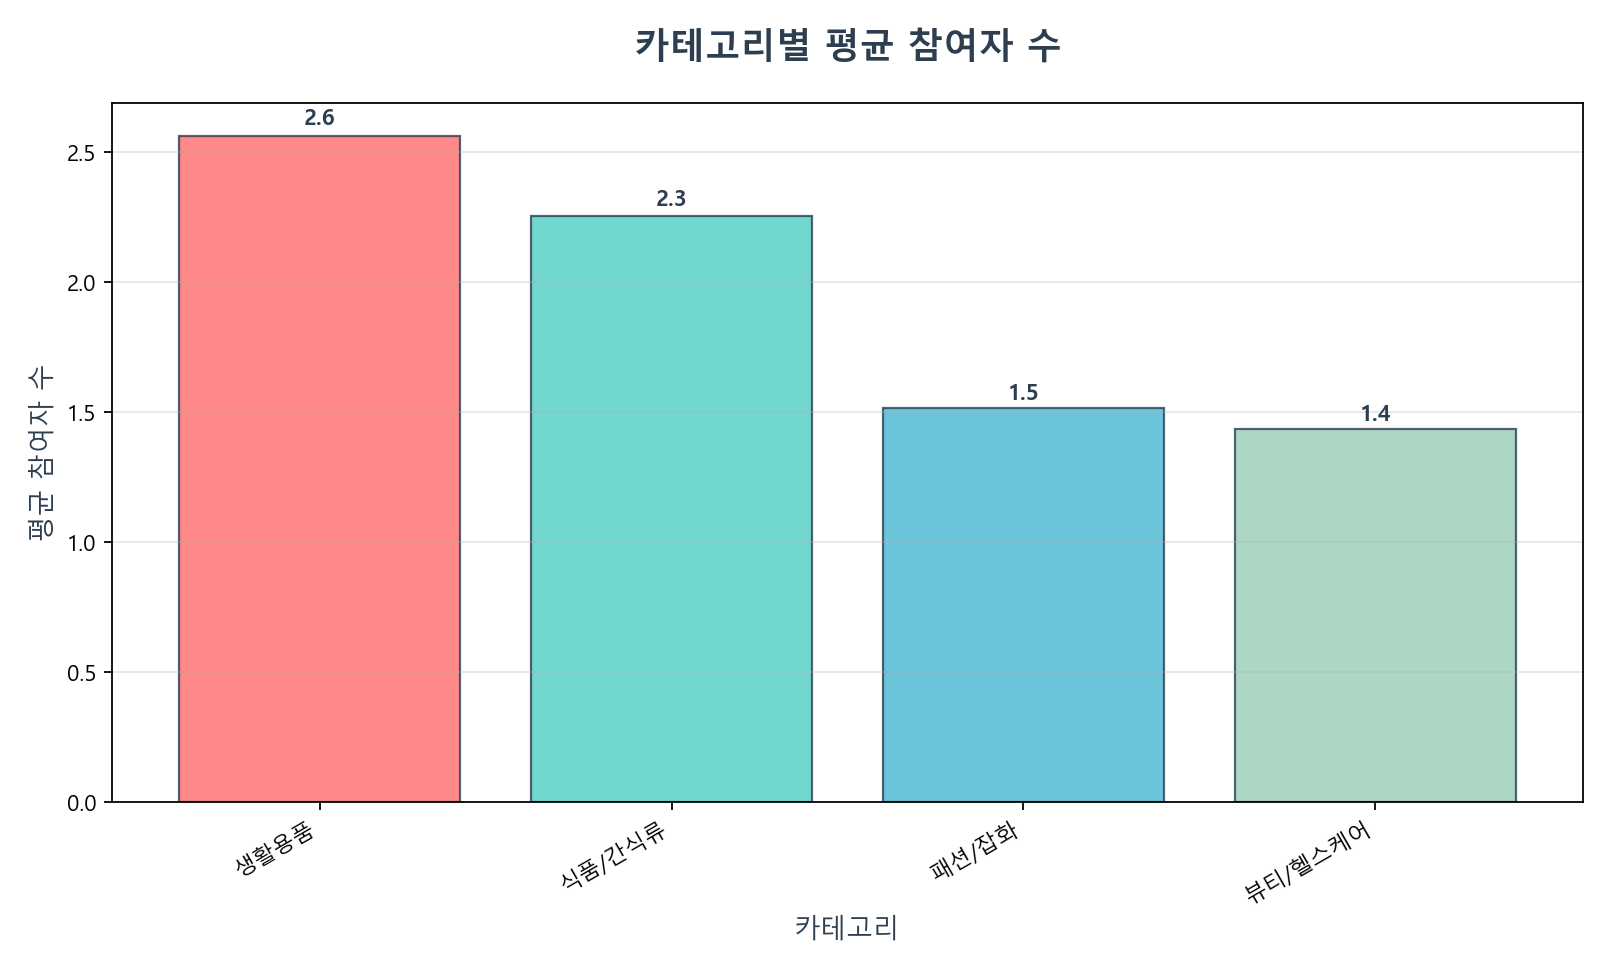 카테고리별 평균 참여자 수
평균 참여자 수
2.5
2.0
1.5
1.0
0.5
0.0
2.6
2.3
1.5
1.4
생활용품
식품/간식류
패션/잡화
뷰티/헬스케어
카테고리